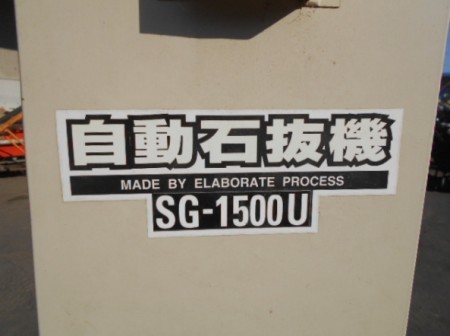 自動石抜機
MADE BY ELABORATE PROCESS
SG-1500U